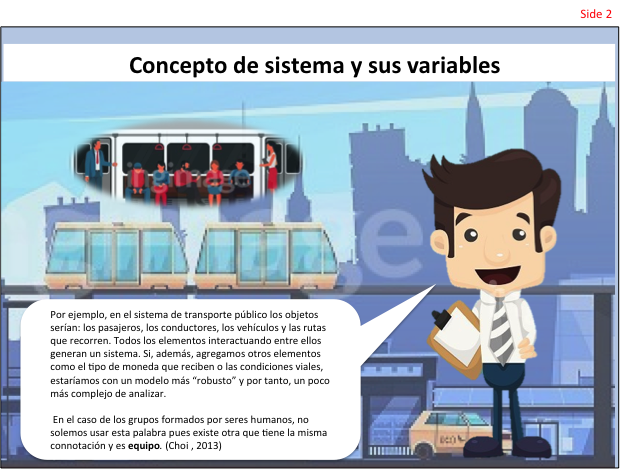 Side 2
Concepto de sistema y sus variables
Por ejemplo, en el sistema de transporte público los objetos
serían: los pasajeros, los conductores, los vehículos y las rutas
que recorren. Todos los elementos interactuando entre ellos
generan un sistema. Si, además, agregamos otros elementos
como el tipo de moneda que reciben o las condiciones viales,
estaríamos con un modelo más “robusto” y por tanto, un poco
más complejo de analizar.
En el caso de los grupos formados por seres humanos, no
solemos usar esta palabra pues existe otra que tiene la misma
connotación y es equipo. (Choi , 2013)